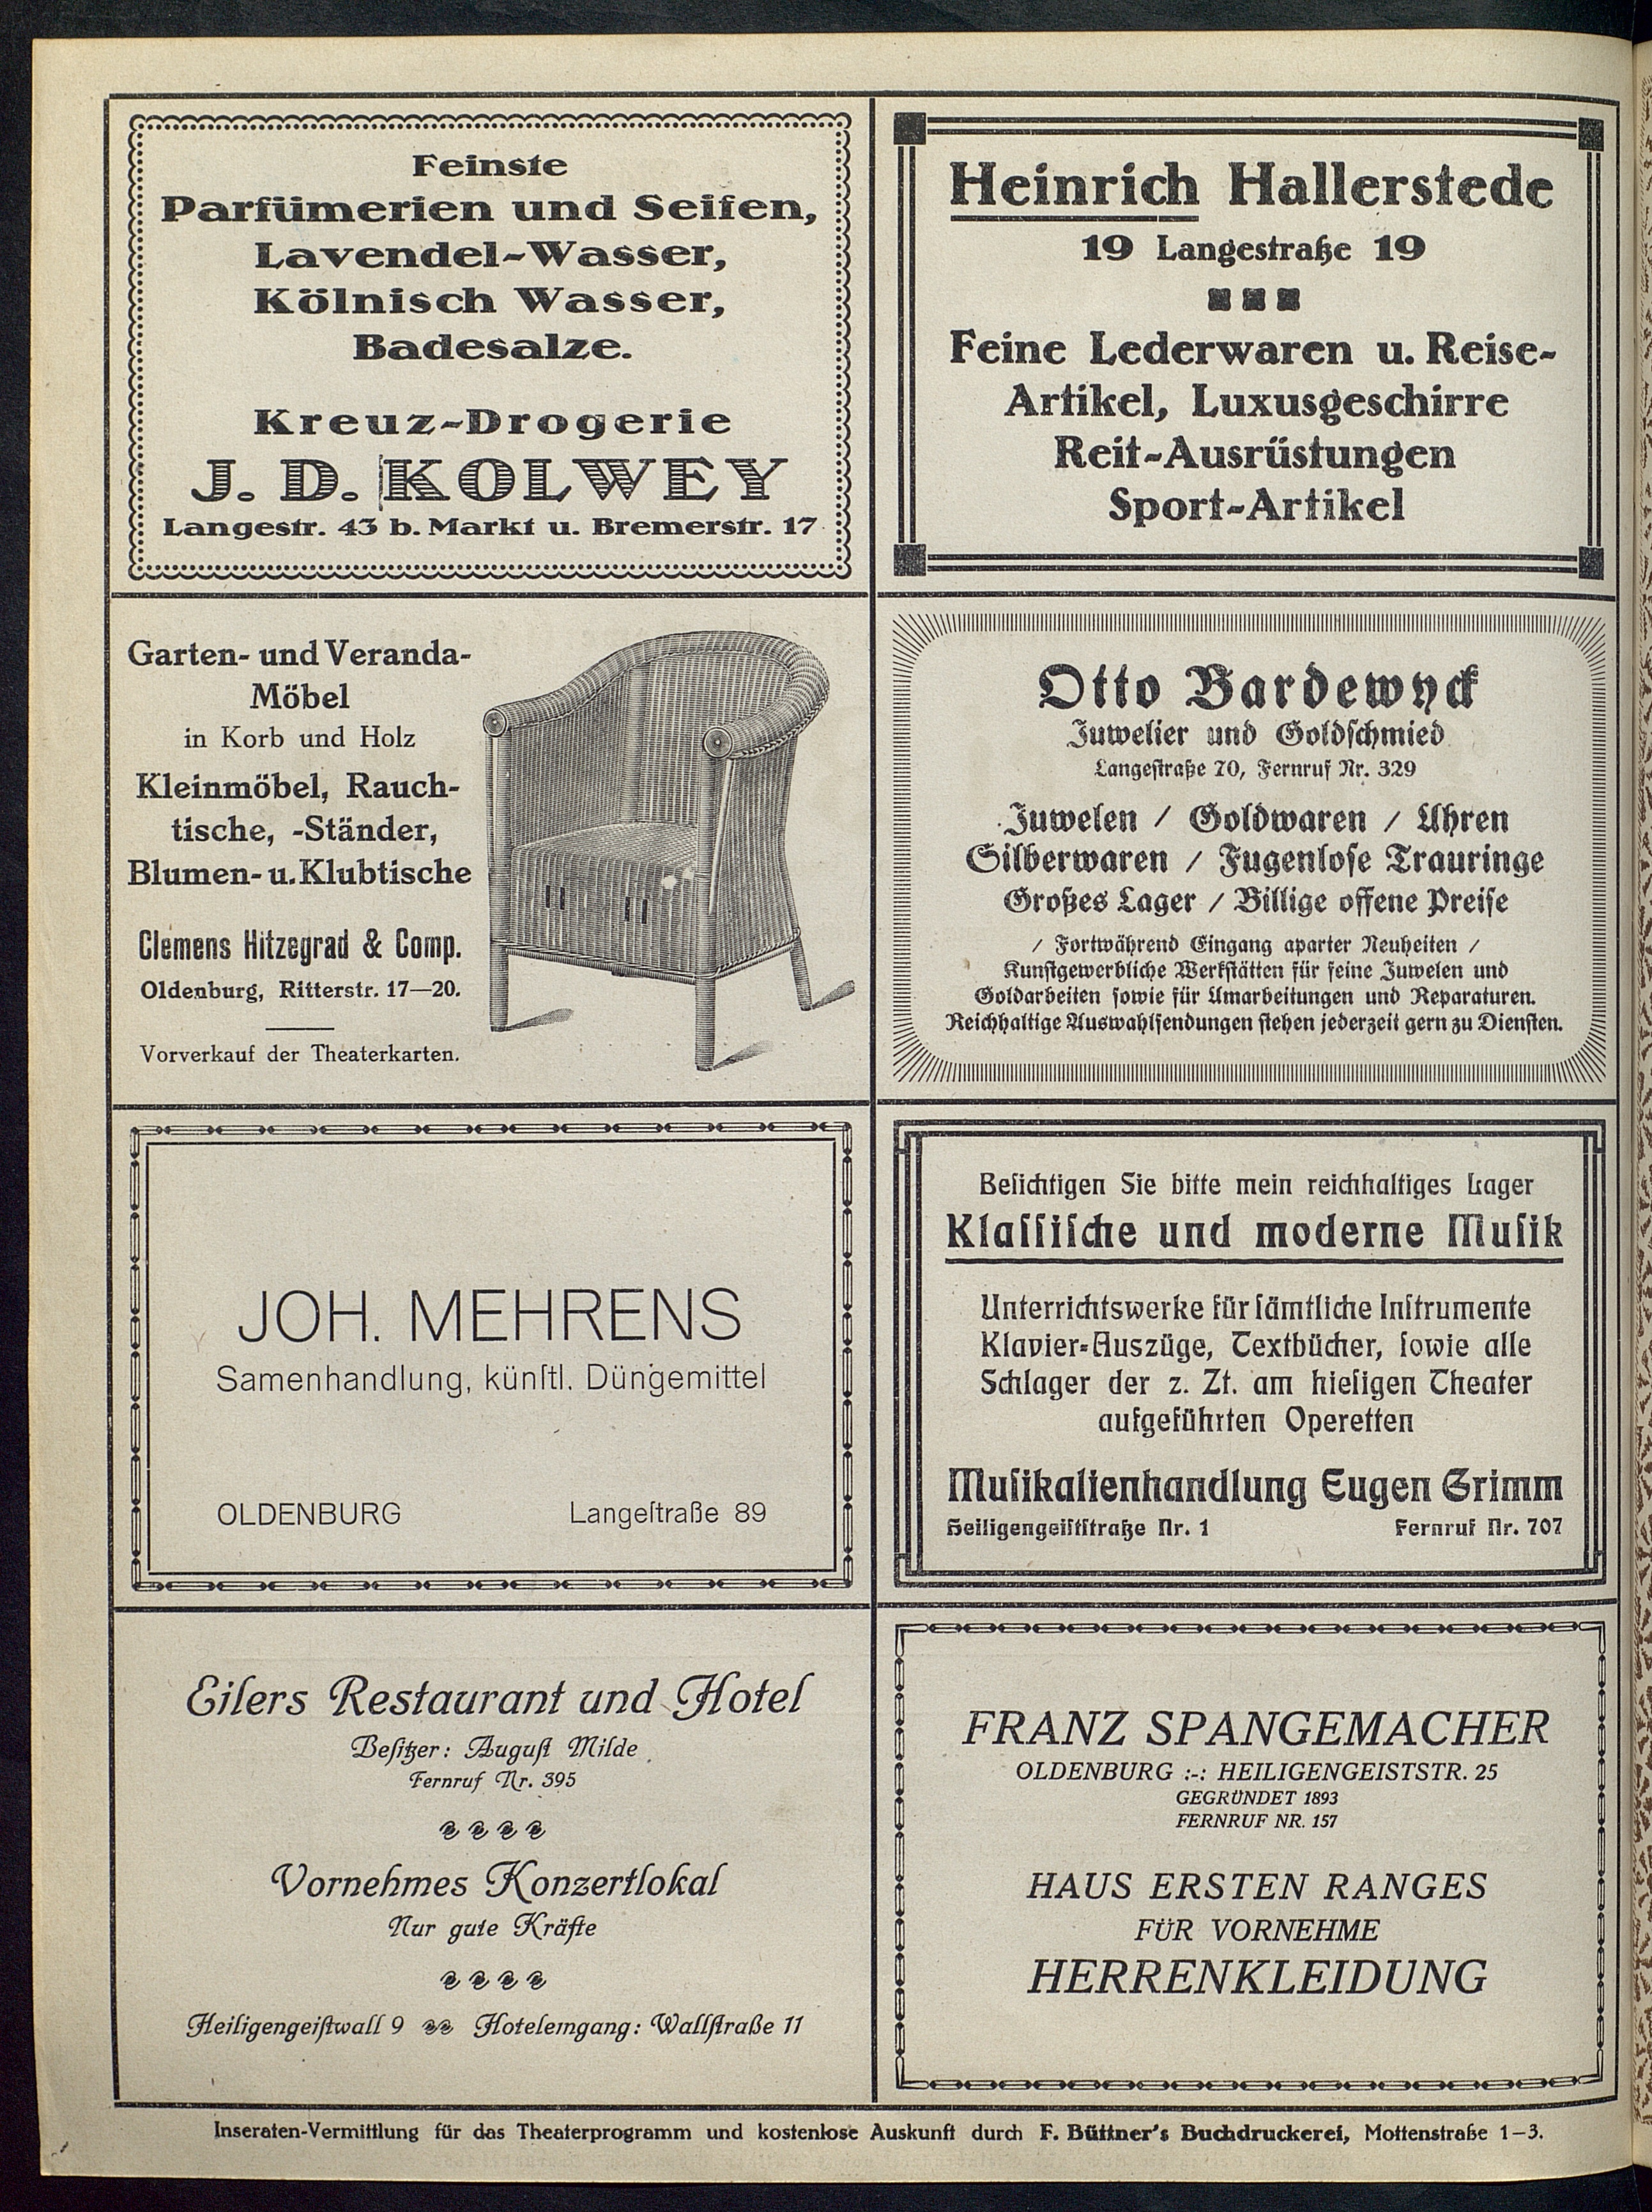 Feinste
Parfümerien und Seifen,
Lavendel-Wasser,
Kölnisch Wasser,
Badesalze.
Kreuz-Drogerie
J. D. KOLWEY
Langestr. 43 b. Markt u. Bremerstr. 17
Heinrich Hallerstede
19 Langestraße 19
Feine Lederwaren u. Reise-
Artikel, Luxusgeschirre
Reit-Ausrüstungen
Sport-Artikel
Garten- und Veranda-
Möbel
in Korb und Holz
Kleinmöbel, Rauch-
tische, -Ständer,
Blumen- u. Klubtische
Clemens Hitzegrad & Comp.
Oldenburg, Ritterstr. 17—20.
Vorverkauf der Theaterkarten.
Otto Bardewyck
Juwelier und Goldſchmied
Langeſtraße 70, Fernruf Nr. 329
Juwelen / Goldwaren / Uhren
Silberwaren / Fugenloſe Trauringe
Großes Lager / Billige offene Preiſe
/ Fortwährend Eingang aparter Neuheiten /
Kunſtgewerbliche Werkſtätten für feine Juwelen und
Goldarbeiten ſowie für Umarbeitungen und Reparaturen.
Reichhaltige Auswahlſendungen ſtehen jederzeit gern zu Dienſten.
JOH. MEHRENS
Samenhandlung, künſtl. Düngemittel
OLDENBURG Langeſtraße 89
Beſichtigen Sie bitte mein reichhaltiges Lager
Klaſſiſche und moderne Muſik
Unterrichtswerke für ſämtliche Inſtrumente
Klavier-Auszüge, Textbücher, ſowie alle
Schlager der z. Zt. am hieſigen Theater
aufgeführten Operetten
Muſikalienhandlung Eugen Grimm
Heiligengeiſtſtraße Nr. 1 Fernruf Nr. 707
Eilers Restaurant und Hotel
Beſitzer: Auguſt Milde
Fernruf Nr. 395
Vornehmes Konzertlokal
Nur gute Kräfte
Heiligengeiſtwall 9 Hoteleingang: Wallſtraße 11
FRANZ SPANGEMACHER
OLDENBURG :-: HEILIGENGEISTSTR. 25
GEGRÜNDET 1893
FERNRUF NR. 157
HAUS ERSTEN RANGES
FÜR VORNEHME
HERRENKLEIDUNG
Inseraten-Vermittlung für das Theaterprogramm und kostenlose Auskunft durch F. Büttner's Buchdruckerei, Mottenstraße 1—3.